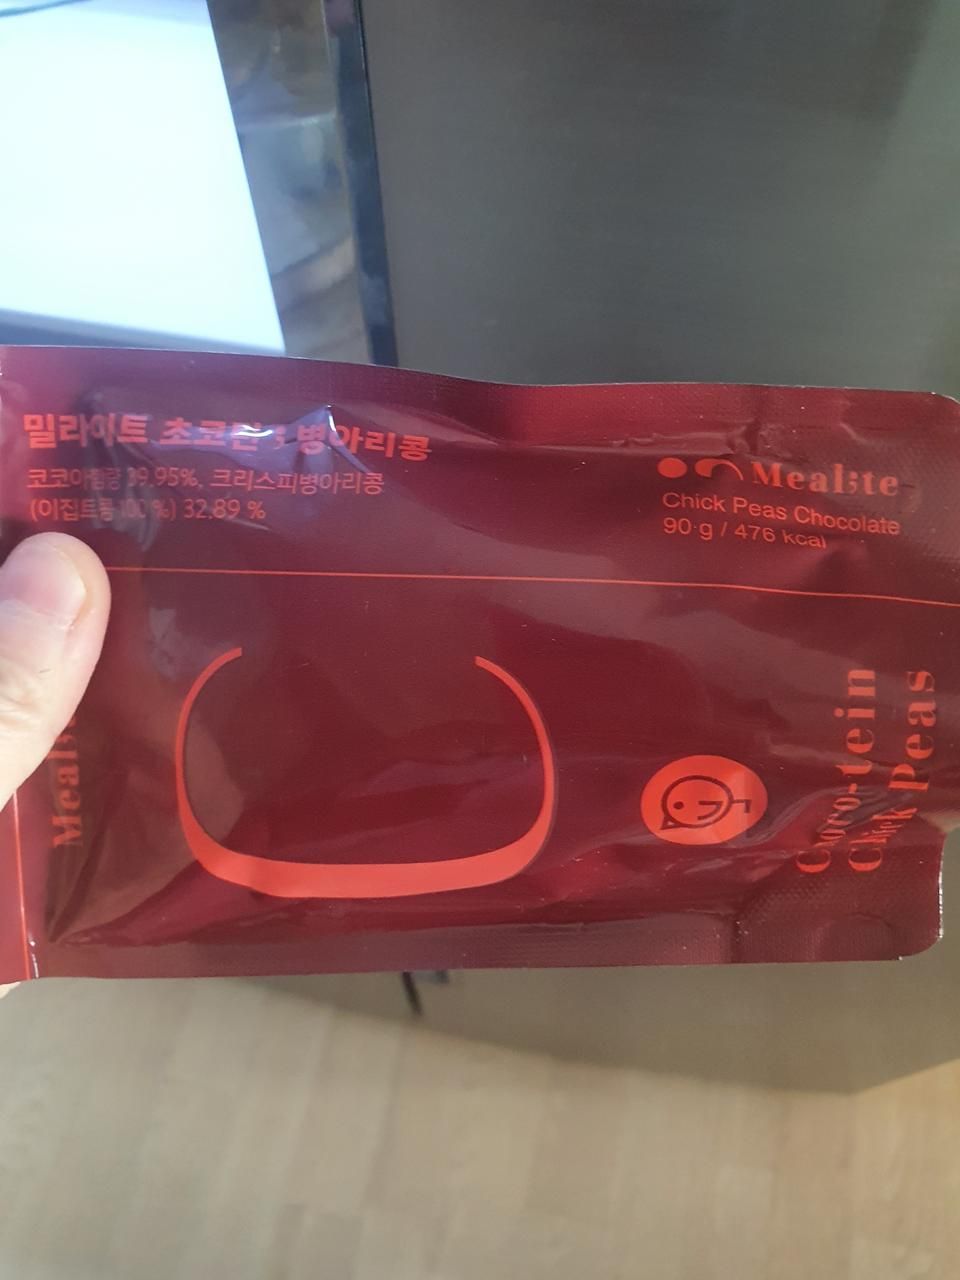 밀라이트 초코틴 ; 병아리콩
코코아함량 39.95%, 크리스피병아리콩
(이집트콩 100 %) 32.89 %
Meal;te
Chick Peas Chocolate
90 g / 476 kcal
Choco-tein
Chick Peas